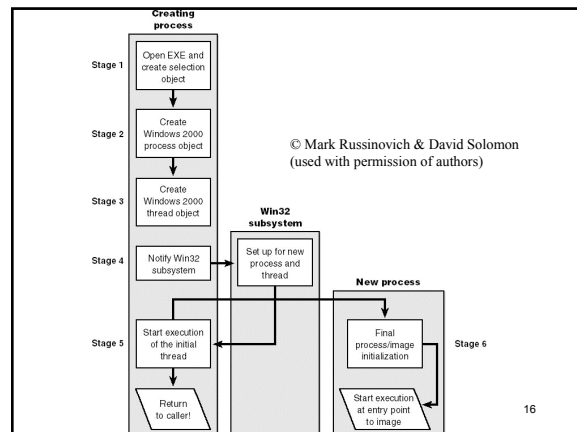 Creating
process
Stage 1
Open EXE and
create selection
object
Stage 2
Create
Windows 2000
process object
© Mark Russinovich & David Solomon
(used with permission of authors)
Stage 3
Create
Windows 2000
thread object
Win32
subsystem
Stage 4
Notify Win32
subsystem
Set up for new
process and
thread
New process
Stage 5
Start execution
of the initial
thread
Final
process/image
initialization
Stage 6
Return
to caller!
Start execution
at entry point
to image
16